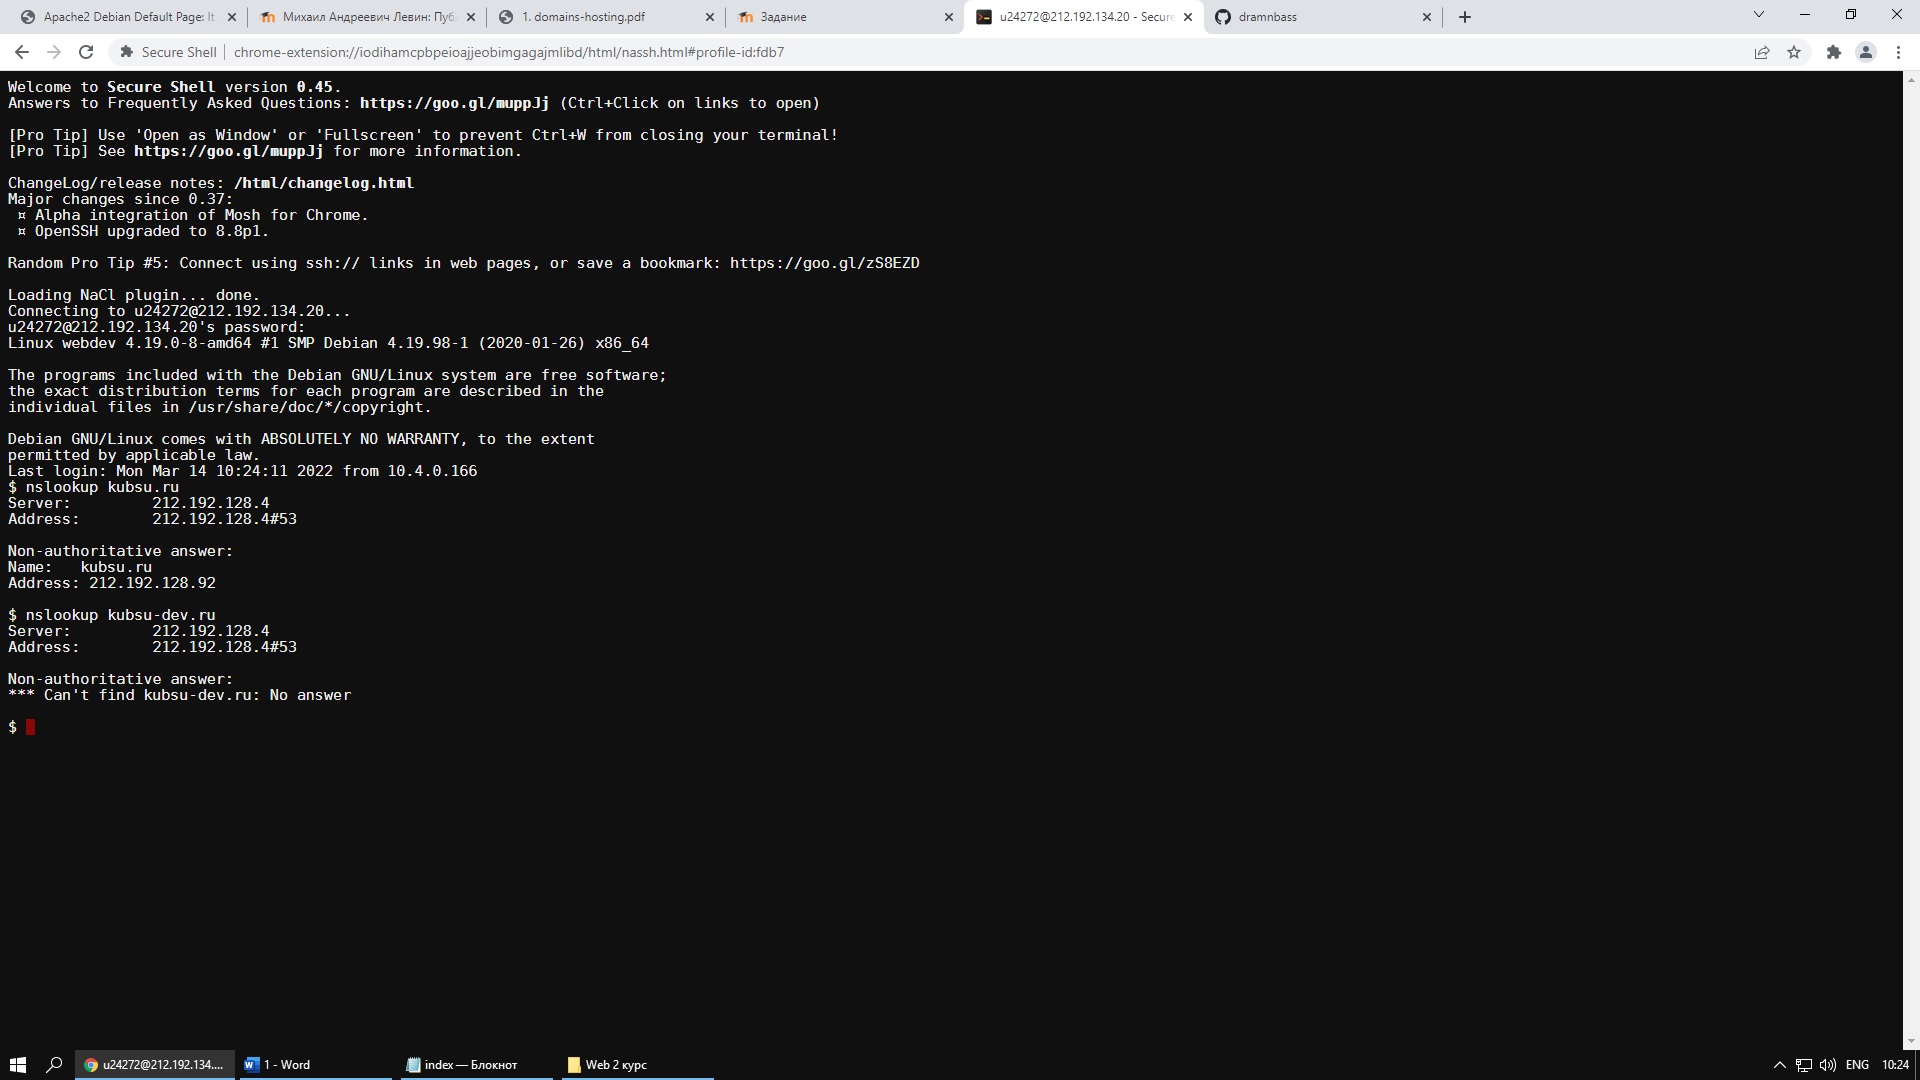 Apache2 Debian Default Page: It
Михаил Андреевич Левин: Пуб
1. domains-hosting.pdf
Задание
u24272@212.192.134.20 - Secure
dramnbass
Secure Shell
chrome-extension://iodihamcpbpeioajjeobimgagajmlibd/html/nassh.html#profile-id:fdb7
Welcome to Secure Shell version 0.45.
Answers to Frequently Asked Questions: https://goo.gl/muppJj (Ctrl+Click on links to open)
[Pro Tip] Use 'Open as Window' or 'Fullscreen' to prevent Ctrl+W from closing your terminal!
[Pro Tip] See https://goo.gl/muppJj for more information.
ChangeLog/release notes: /html/changelog.html
Major changes since 0.37:
¤ Alpha integration of Mosh for Chrome.
¤ OpenSSH upgraded to 8.8p1.
Random Pro Tip #5: Connect using ssh:// links in web pages, or save a bookmark: https://goo.gl/zS8EZD
Loading NaCl plugin... done.
Connecting to u24272@212.192.134.20...
u24272@212.192.134.20's password:
Linux webdev 4.19.0-8-amd64 #1 SMP Debian 4.19.98-1 (2020-01-26) x86_64
The programs included with the Debian GNU/Linux system are free software;
the exact distribution terms for each program are described in the
individual files in /usr/share/doc/*/copyright.
Debian GNU/Linux comes with ABSOLUTELY NO WARRANTY, to the extent
permitted by applicable law.
Last login: Mon Mar 14 10:24:11 2022 from 10.4.0.166
$ nslookup kubsu.ru
Server: 212.192.128.4
Address: 212.192.128.4#53
Non-authoritative answer:
Name: kubsu.ru
Address: 212.192.128.92
$ nslookup kubsu-dev.ru
Server: 212.192.128.4
Address: 212.192.128.4#53
Non-authoritative answer:
*** Can't find kubsu-dev.ru: No answer
$
u24272@212.192.134....
1 - Word
index — Блокнот
Web 2 курс
ENG
10:24